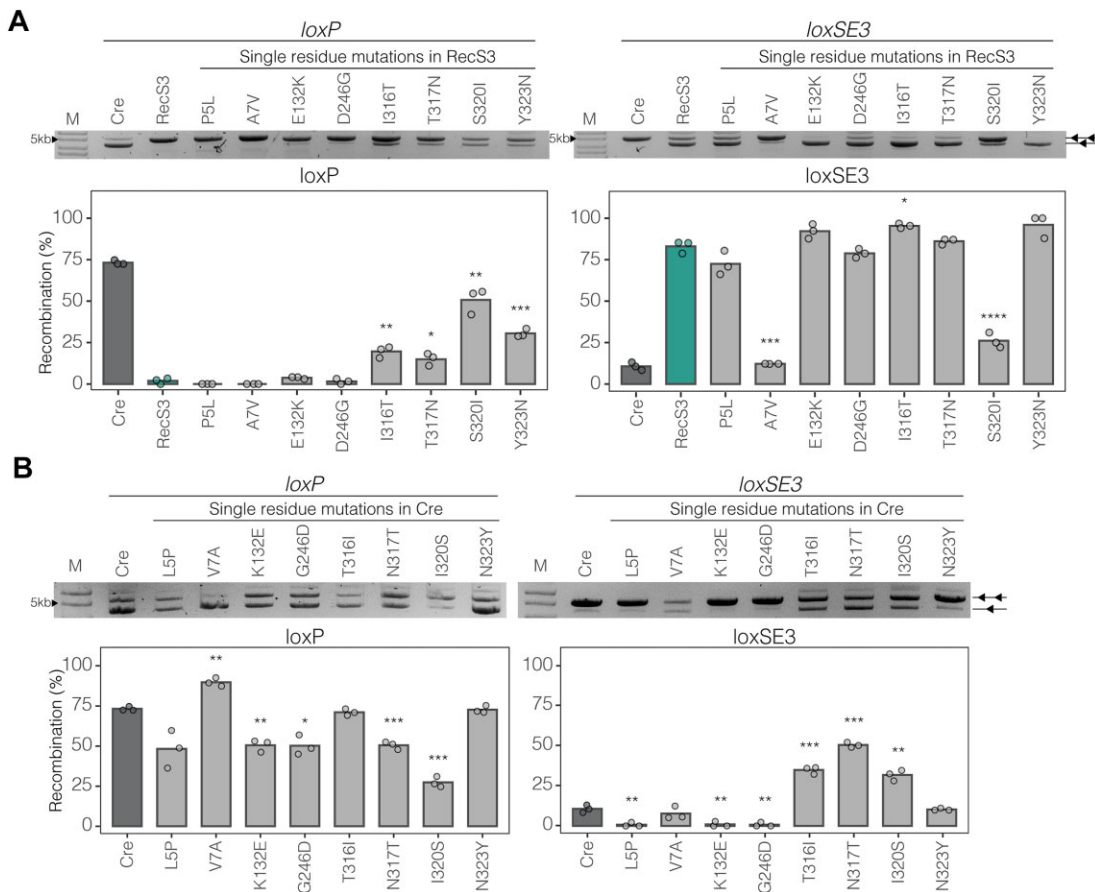 A
loxP
Single residue mutations in RecS3
M Cre RecS3 P5L A7V E132K D246G I316T T317N S320I Y323N
5kb
loxP
Recombination (%)
100
75
50
25
0
** * ** ***
Cre RecS3 P5L A7V E132K D246G I316T T317N S320I Y323N
loxSE3
Single residue mutations in RecS3
M Cre RecS3 P5L A7V E132K D246G I316T T317N S320I Y323N
5kb
loxSE3
100
75
50
25
0
*** * ****
Cre RecS3 P5L A7V E132K D246G I316T T317N S320I Y323N
B
loxP
Single residue mutations in Cre
M Cre L5P V7A K132E G246D T316I N317T I320S N323Y
5kb
loxP
Recombination (%)
100
75
50
25
0
** ** * *** ***
Cre L5P V7A K132E G246D T316I N317T I320S N323Y
loxSE3
Single residue mutations in Cre
M Cre L5P V7A K132E G246D T316I N317T I320S N323Y
loxSE3
100
75
50
25
0
** ** ** *** *** **
Cre L5P V7A K132E G246D T316I N317T I320S N323Y